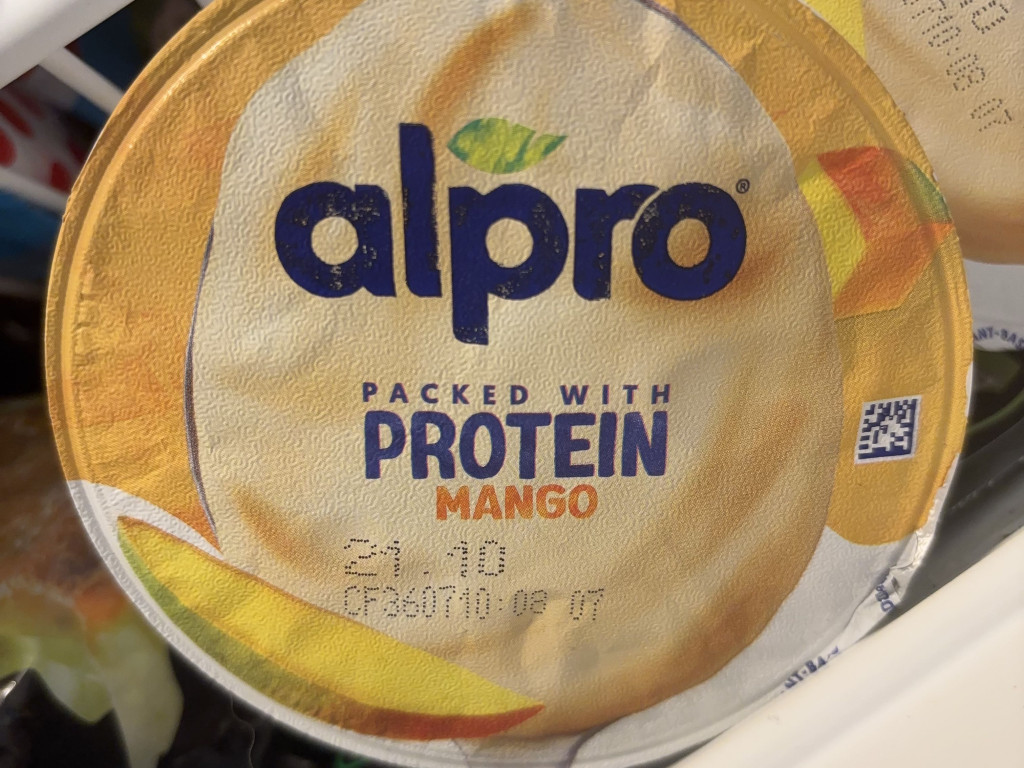 alpro®
PACKED WITH
PROTEIN
MANGO
21.10
CF360710:08 07